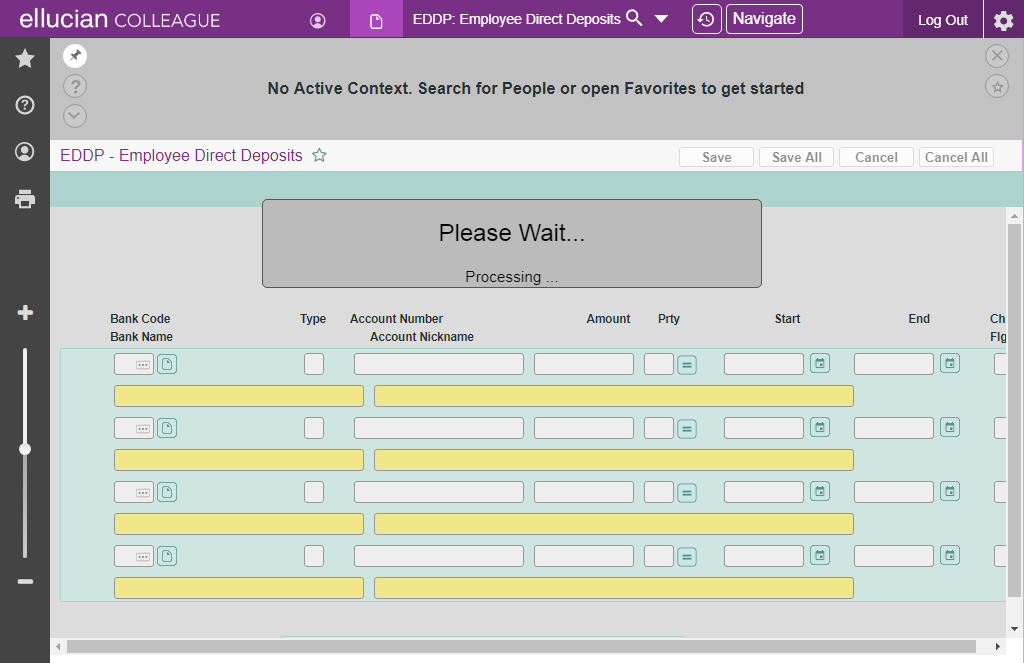 ellucian COLLEAGUE
EDDP: Employee Direct Deposits
Navigate
Log Out
No Active Context. Search for People or open Favorites to get started
EDDP - Employee Direct Deposits
Save
Save All
Cancel
Cancel All
Please Wait...
Processing ...
Bank Code Type Account Number Amount Prty Start End Ch
Bank Name Account Nickname Flg